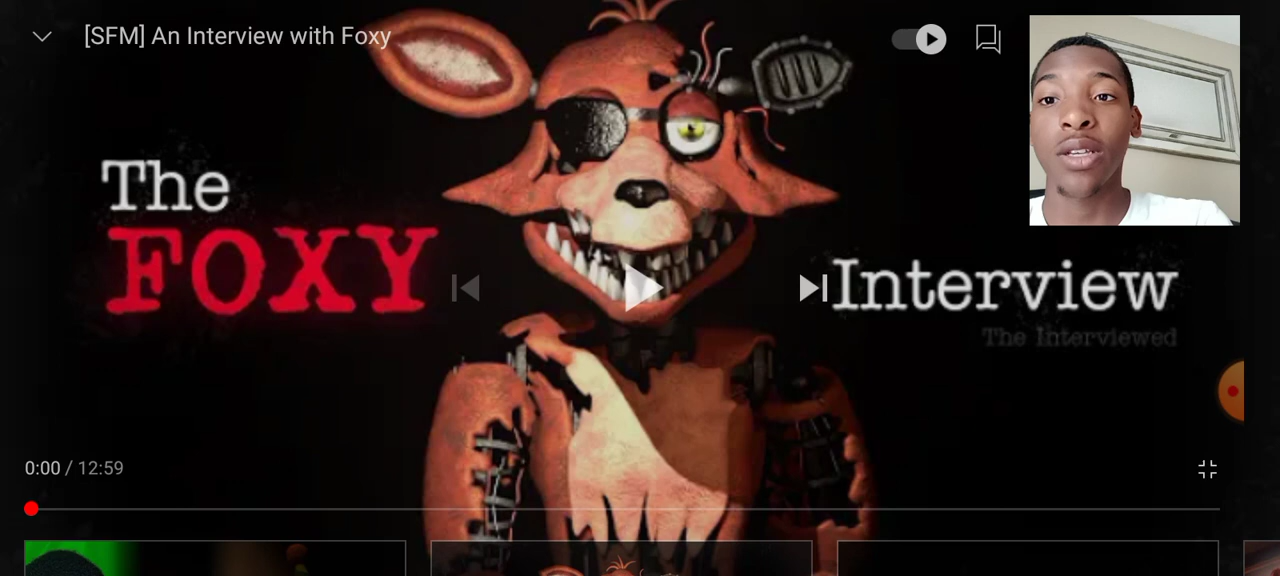 [SFM] An Interview with Foxy
The
FOXY
Interview
The Interviewed
0:00 / 12:59